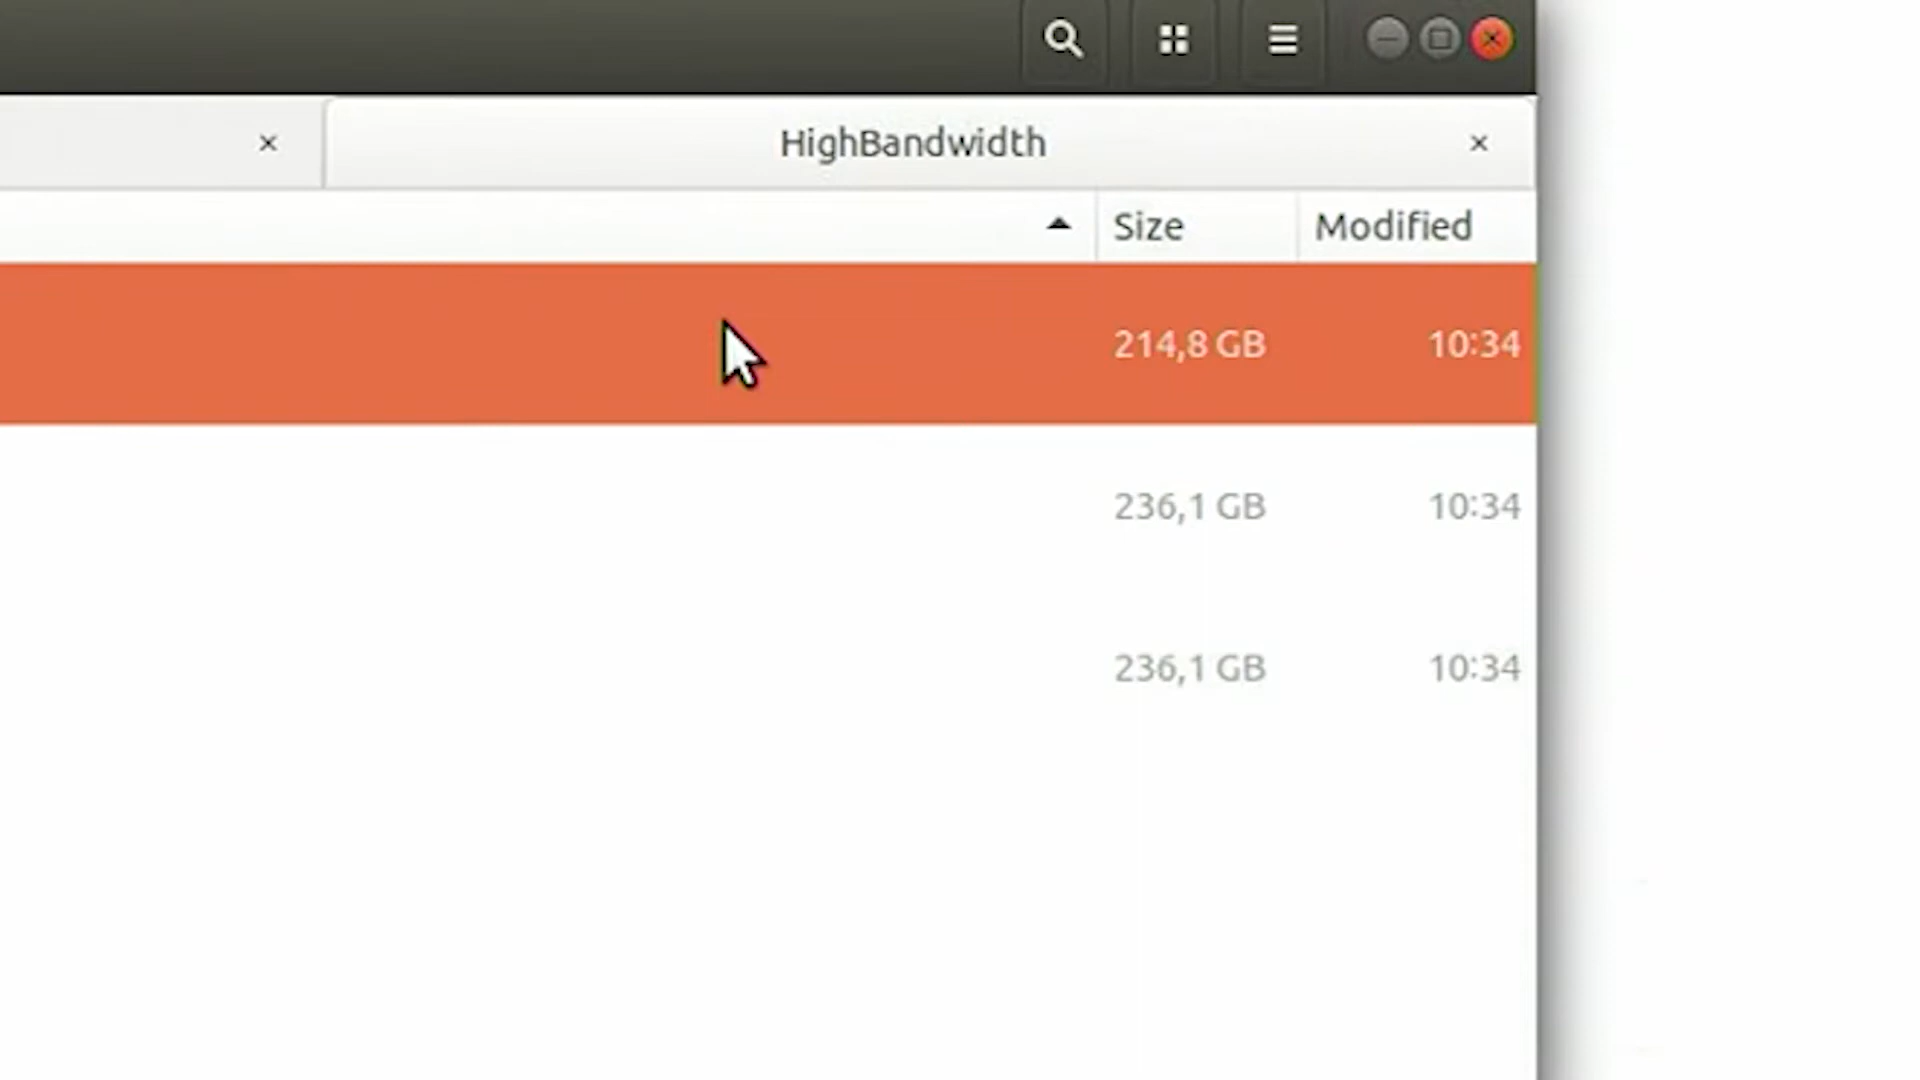 HighBandwidth
Size Modified
214,8 GB 10:34
236,1 GB 10:34
236,1 GB 10:34